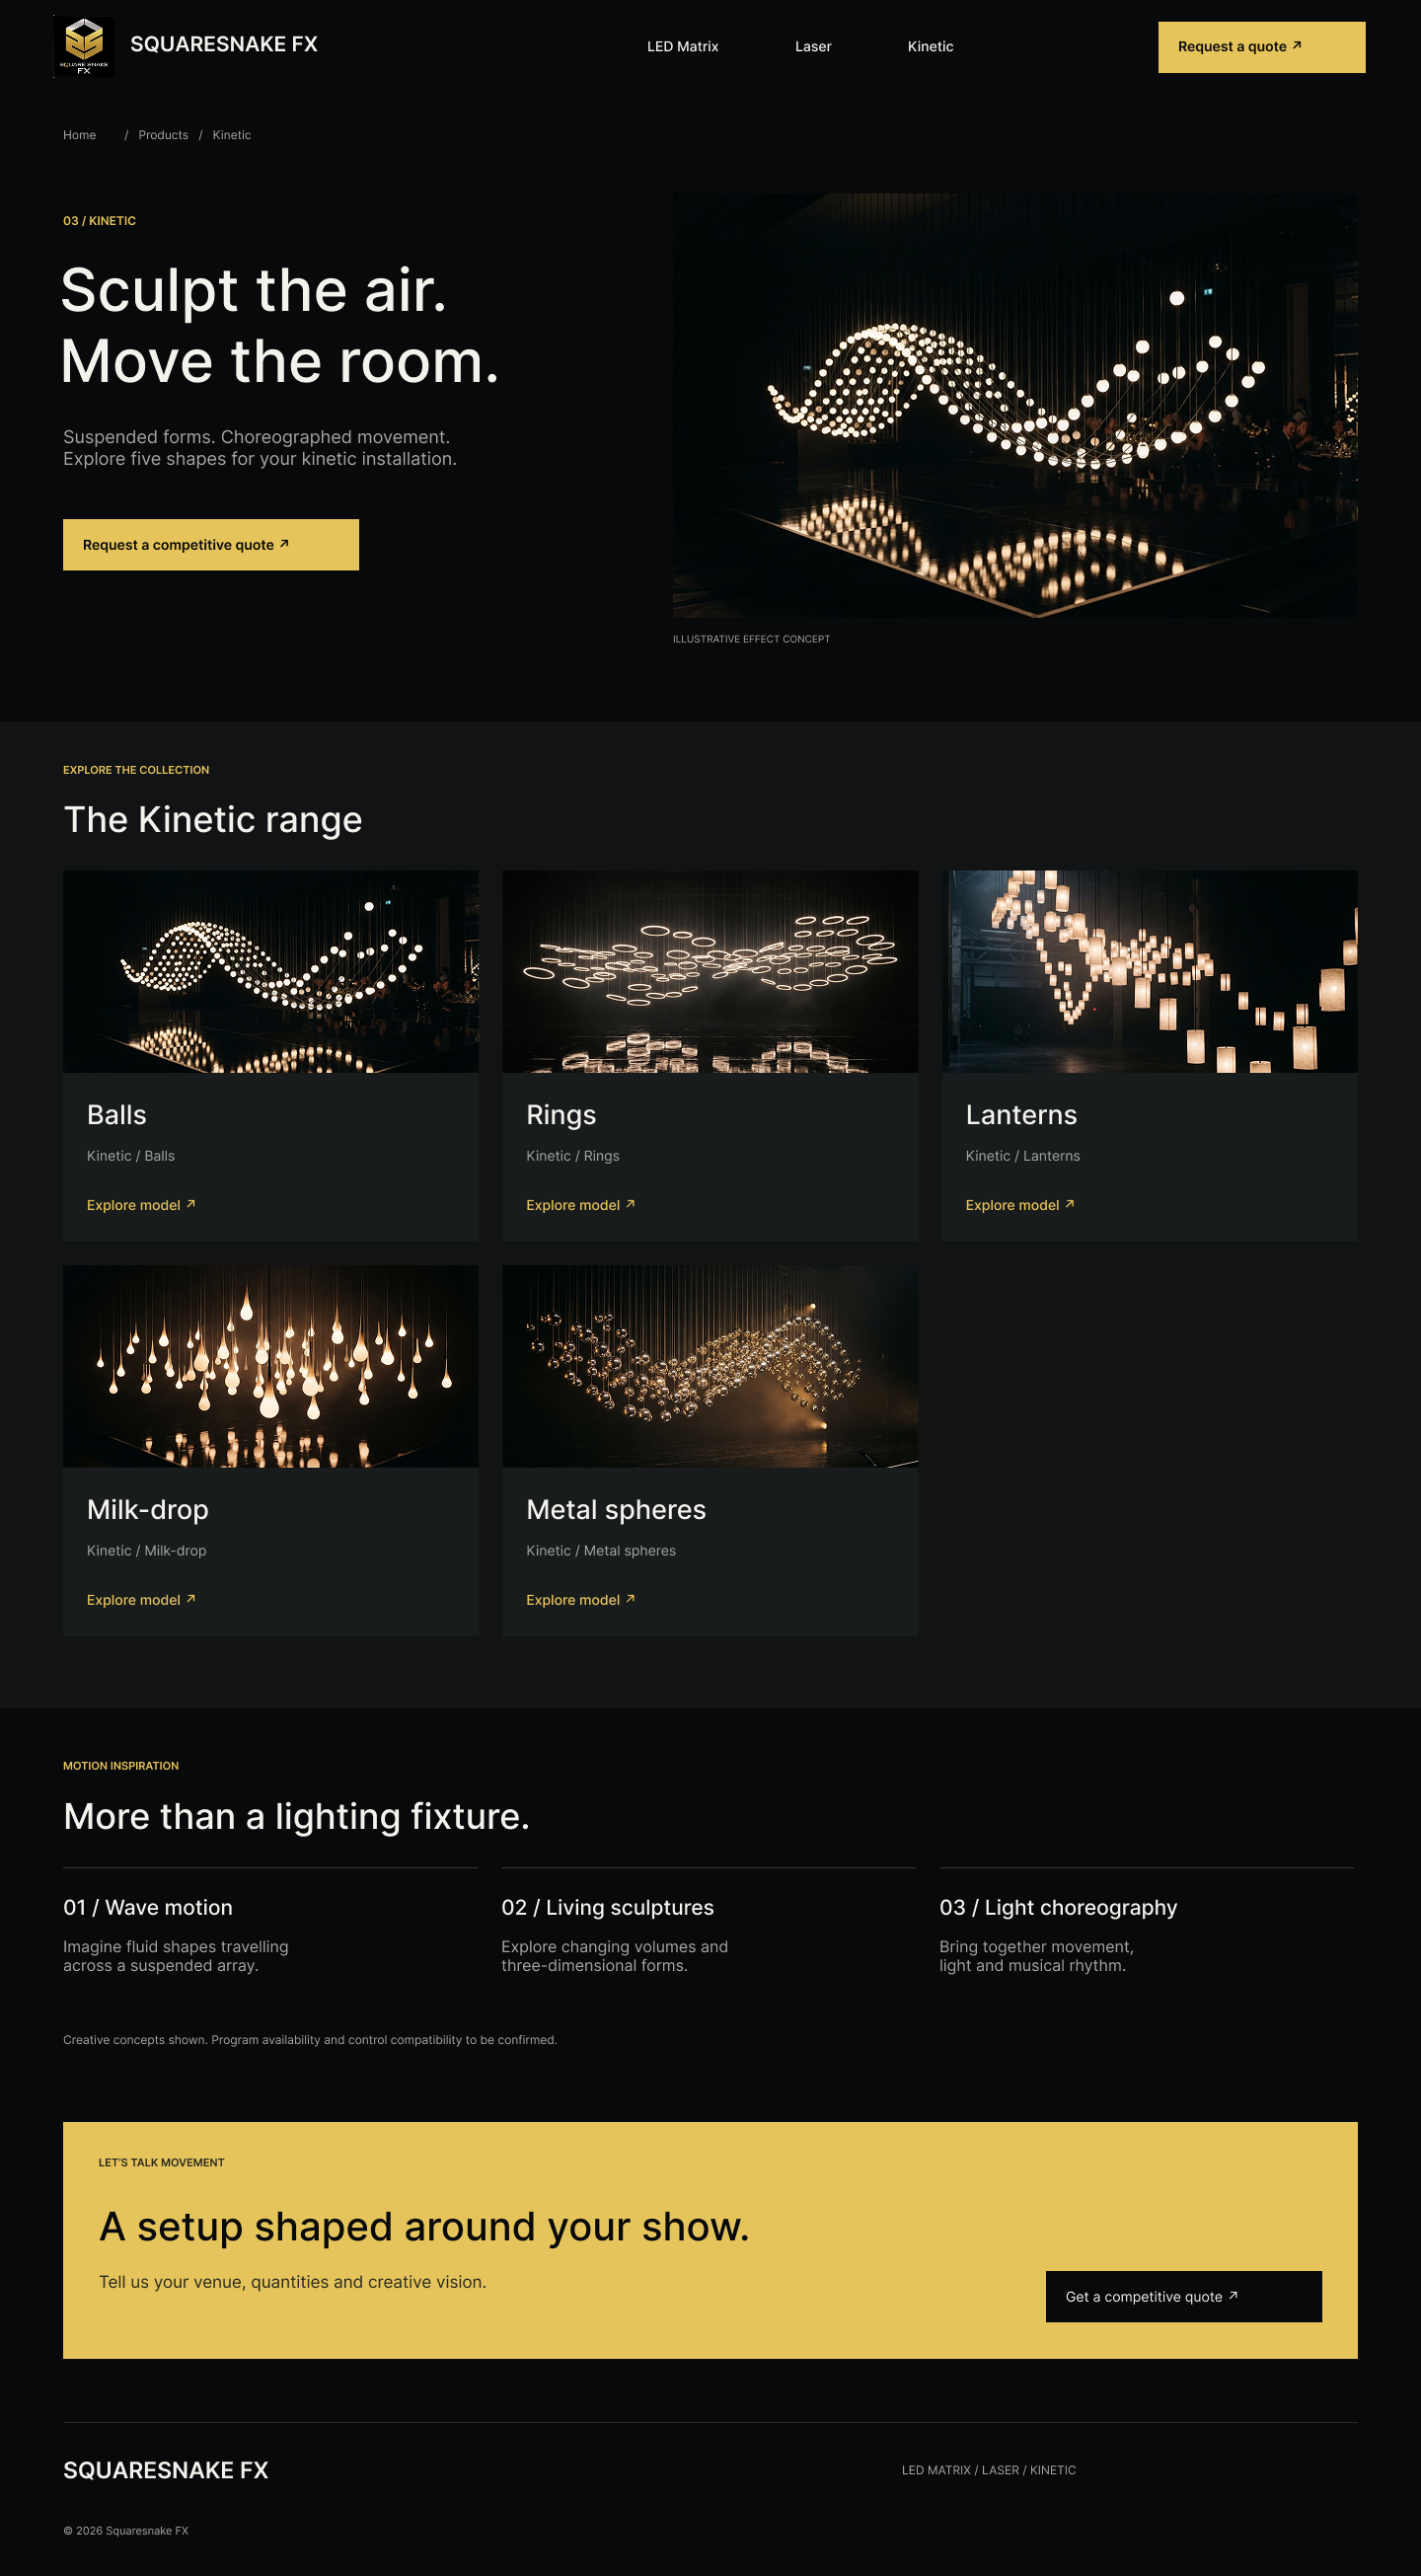 SQUARE SNAKE
FX
SQUARESNAKE FX
LED Matrix
Laser
Kinetic
Request a quote ↗
Home / Products / Kinetic
03 / KINETIC
Sculpt the air.
Move the room.
Suspended forms. Choreographed movement.
Explore five shapes for your kinetic installation.
Request a competitive quote ↗
ILLUSTRATIVE EFFECT CONCEPT
EXPLORE THE COLLECTION
The Kinetic range
Balls
Kinetic / Balls
Explore model ↗
Rings
Kinetic / Rings
Explore model ↗
Lanterns
Kinetic / Lanterns
Explore model ↗
Milk-drop
Kinetic / Milk-drop
Explore model ↗
Metal spheres
Kinetic / Metal spheres
Explore model ↗
MOTION INSPIRATION
More than a lighting fixture.
01 / Wave motion
Imagine fluid shapes travelling
across a suspended array.
02 / Living sculptures
Explore changing volumes and
three-dimensional forms.
03 / Light choreography
Bring together movement,
light and musical rhythm.
Creative concepts shown. Program availability and control compatibility to be confirmed.
LET'S TALK MOVEMENT
A setup shaped around your show.
Tell us your venue, quantities and creative vision.
Get a competitive quote ↗
SQUARESNAKE FX
LED MATRIX / LASER / KINETIC
© 2026 Squaresnake FX